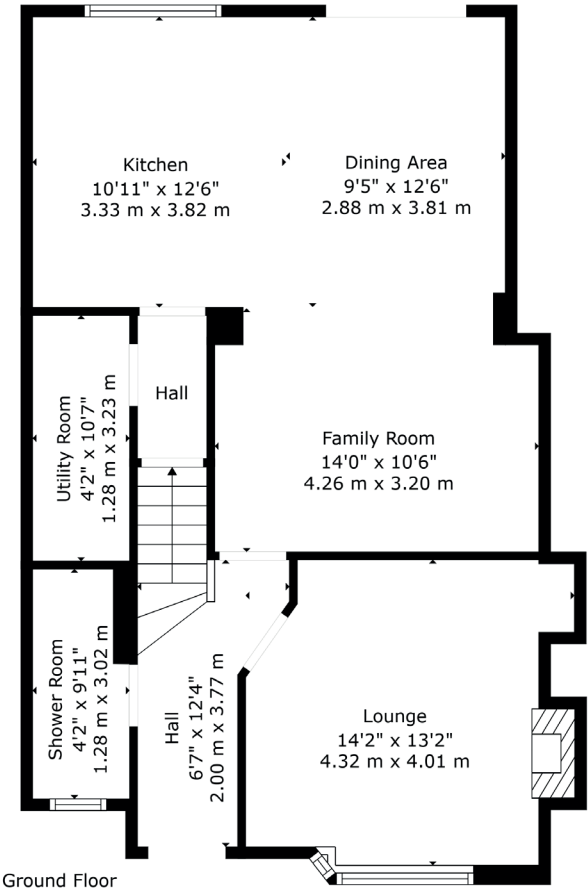 Kitchen
10'11" x 12'6"
3.33 m x 3.82 m
Dining Area
9'5" x 12'6"
2.88 m x 3.81 m
Hall
Utility Room
4'2" x 10'7"
1.28 m x 3.23 m
Family Room
14'0" x 10'6"
4.26 m x 3.20 m
Shower Room
4'2" x 9'11"
1.28 m x 3.02 m
Hall
6'7" x 12'4"
2.00 m x 3.77 m
Lounge
14'2" x 13'2"
4.32 m x 4.01 m
Ground Floor